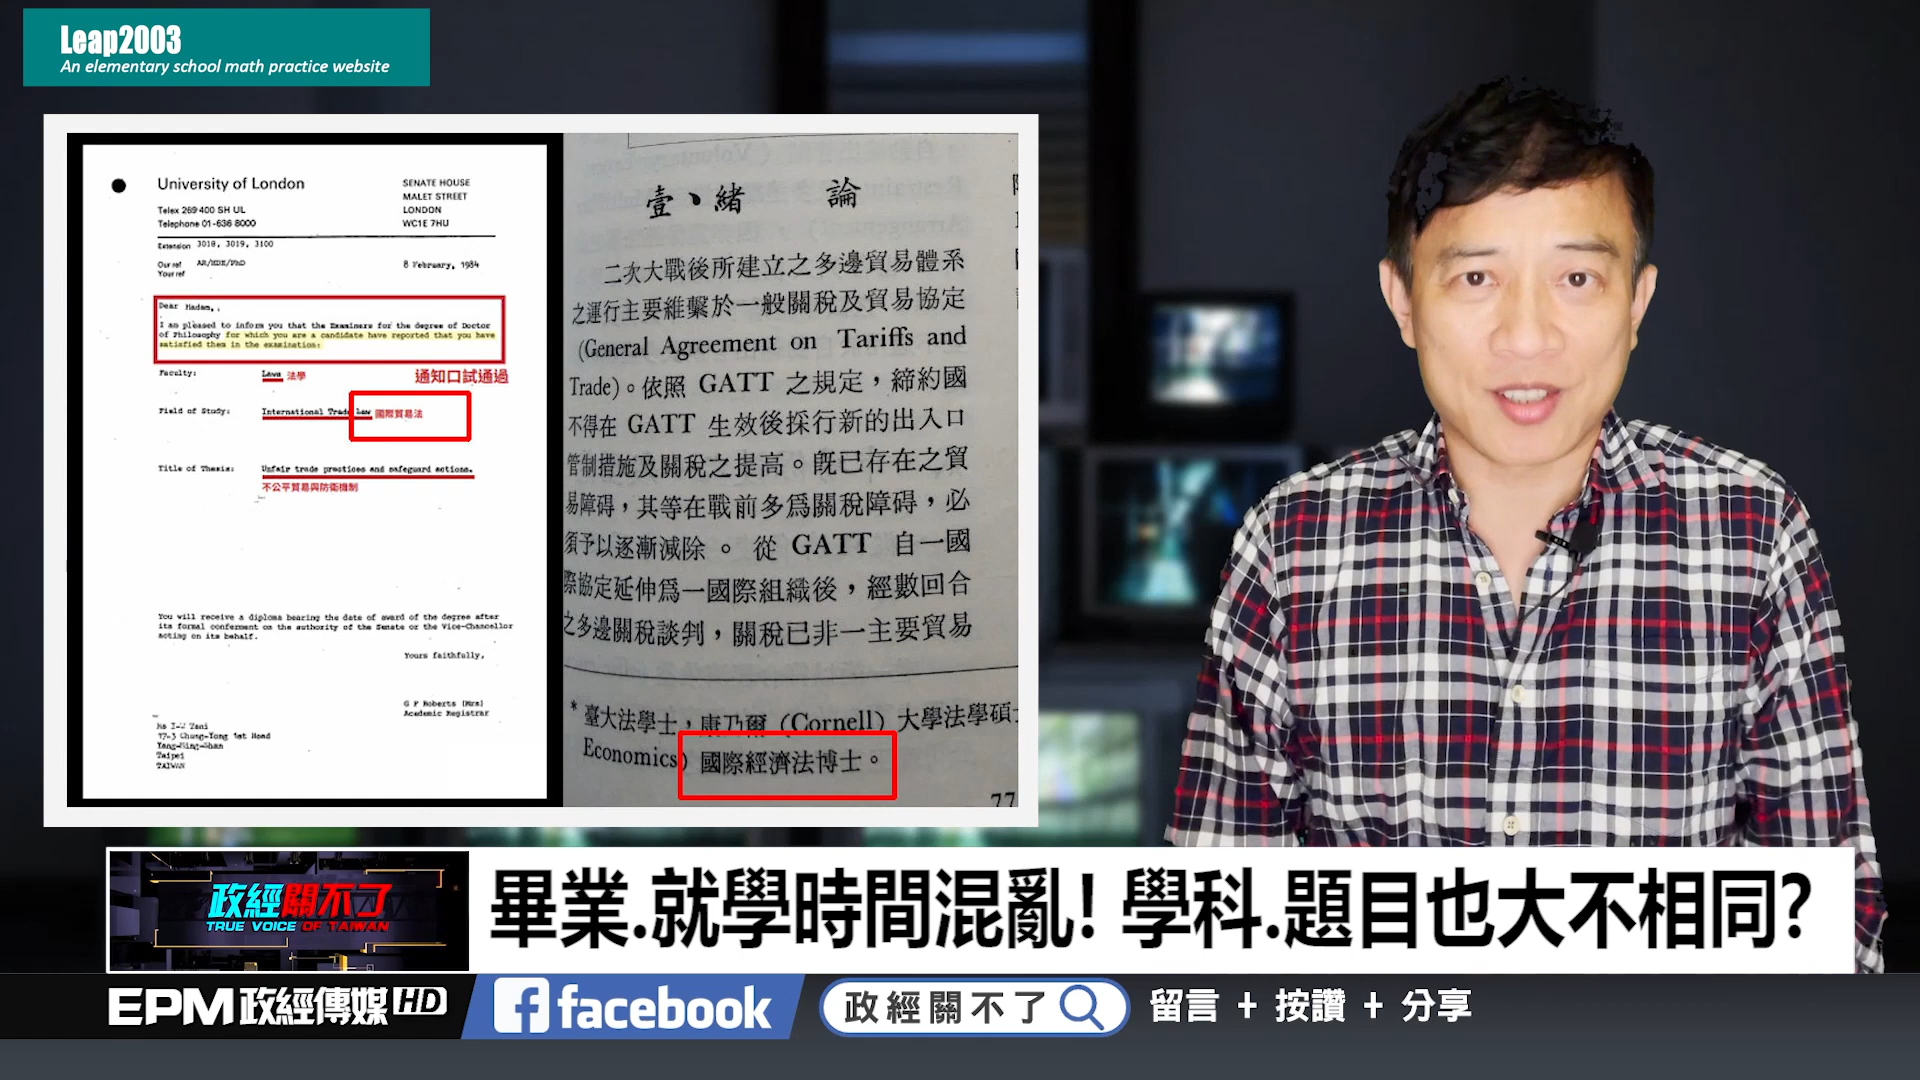 Leap2003
An elementary school math practice website
University of London
Telex 269400 SH UL
Telephone 01-636 8000
SENATE HOUSE
MALET STREET
LONDON
WC1E 7HU
Extension 3018, 3019, 3100
Our ref AR/HDE/PhD
Your ref
8 February, 1984
Dear Madam,
I am pleased to inform you that the Examiners for the degree of Doctor
of Philosophy for which you are a candidate have reported that you have
satisfied them in the examination:
Faculty: Laws 法學
通知口試通過
Field of Study: International Trade Law 國際貿易法
Title of Thesis: Unfair trade practices and safeguard actions.
不公平貿易與防衛機制
You will receive a diploma bearing the date of award of the degree after
its formal conferment on the authority of the Senate or the Vice-Chancellor
acting on its behalf.
Yours faithfully,
G F Roberts (Mrs)
Academic Registrar
17-3 Chung-Yong 1st Road
Yang-Ming-Shan
Taipei
TAIWAN
壹、緒論
二次大戰後所建立之多邊貿易體系
之運行主要維繫於一般關稅及貿易協定
(General Agreement on Tariffs and
Trade)。依照 GATT 之規定，締約國
不得在 GATT 生效後採行新的出入口
管制措施及關稅之提高。既已存在之貿
易障碍，其等在戰前多爲關稅障碍，必
須予以逐漸減除。從 GATT 自一國
際協定延伸爲一國際組織後，經數回合
之多邊關稅談判，關稅已非一主要貿易
* 臺大法學士，康乃爾（Cornell）大學法學碩
Economics) 國際經濟法博士。
77
政經關不了
TRUE VOICE OF TAIWAN
畢業.就學時間混亂! 學科.題目也大不相同?
EPM政經傳媒HD
facebook
政經關不了
留言 + 按讚 + 分享